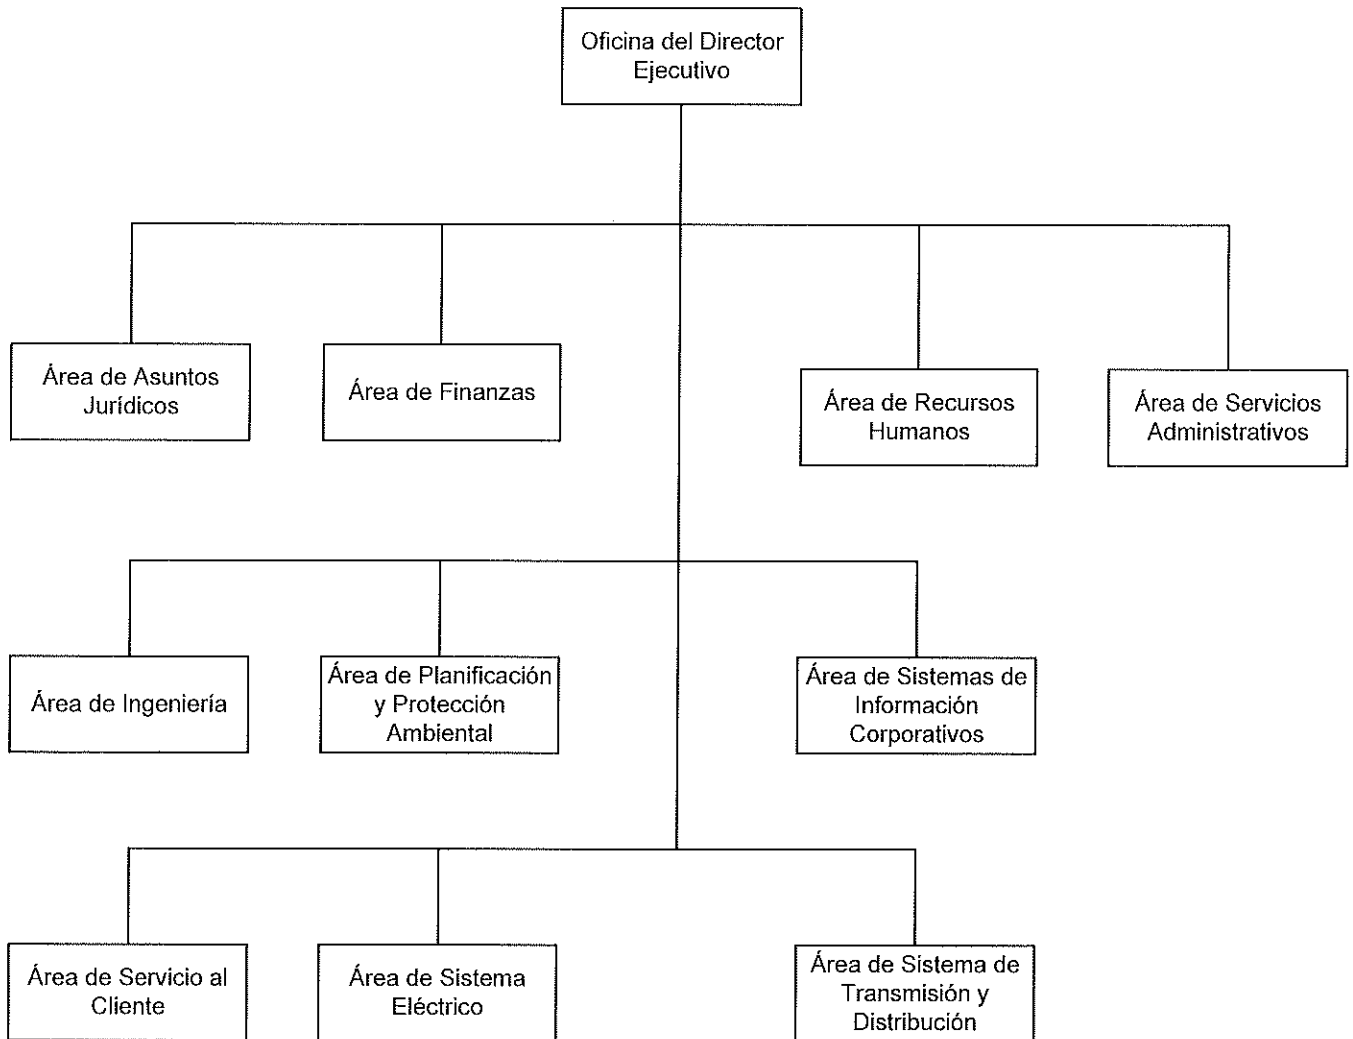 Oficina del Director
Ejecutivo
Área de Asuntos
Jurídicos
Área de Finanzas
Área de Recursos
Humanos
Área de Servicios
Administrativos
Área de Ingeniería
Área de Planificación
y Protección
Ambiental
Área de Sistemas de
Información
Corporativos
Área de Servicio al
Cliente
Área de Sistema
Eléctrico
Área de Sistema de
Transmisión y
Distribución